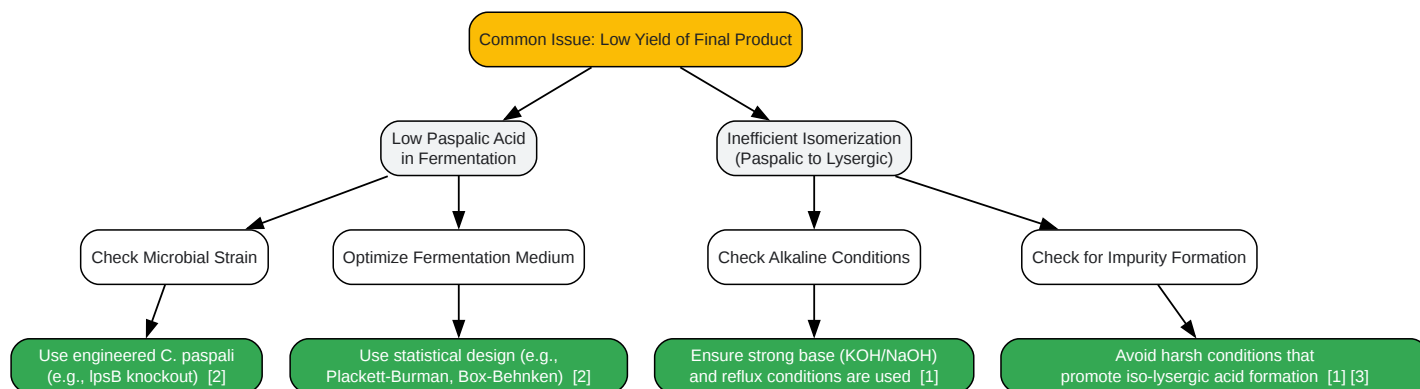 Common Issue: Low Yield of Final Product
Low Paspalic Acid
in Fermentation
Inefficient Isomerization
(Paspalic to Lysergic)
Check Microbial Strain
Optimize Fermentation Medium
Check Alkaline Conditions
Check for Impurity Formation
Use engineered C. paspali
(e.g., lpsB knockout) [2]
Use statistical design (e.g.,
Plackett-Burman, Box-Behnken) [2]
Ensure strong base (KOH/NaOH)
and reflux conditions are used [1]
Avoid harsh conditions that
promote iso-lysergic acid formation [1] [3]